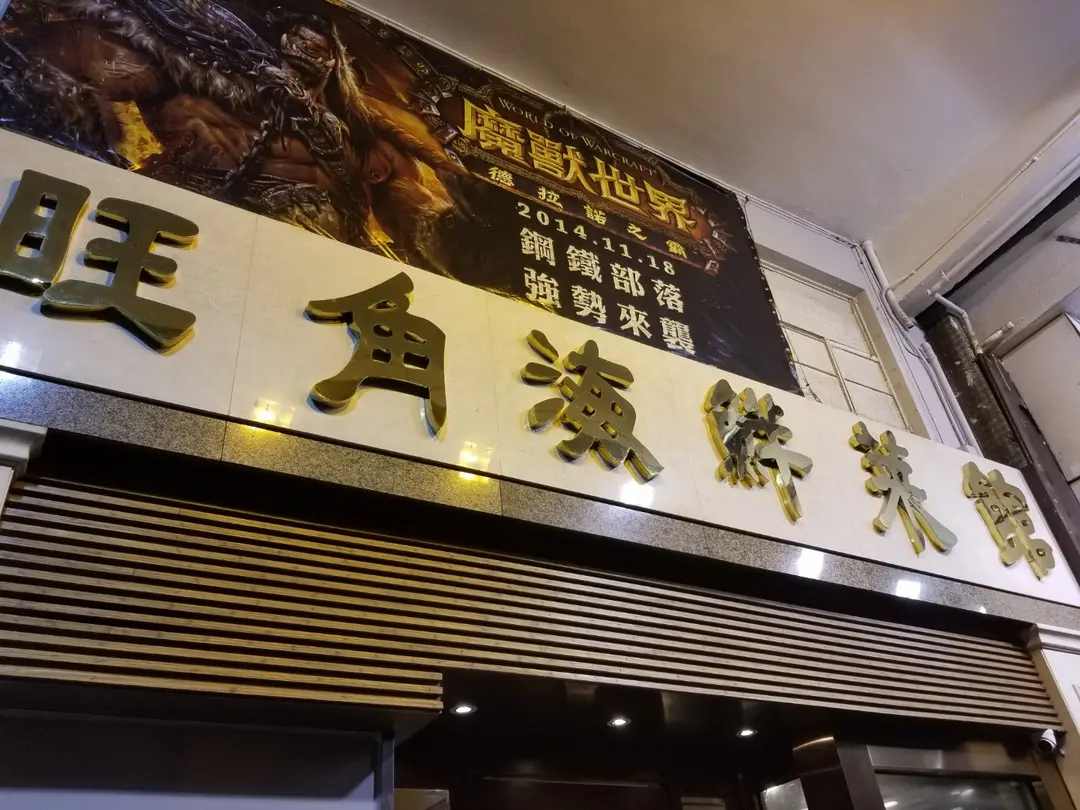 WORLD OF WARCRAFT
魔獸世界
德拉諾之霸
2014.11.18
鋼鐵部落
強勢來襲
旺角海鮮菜館